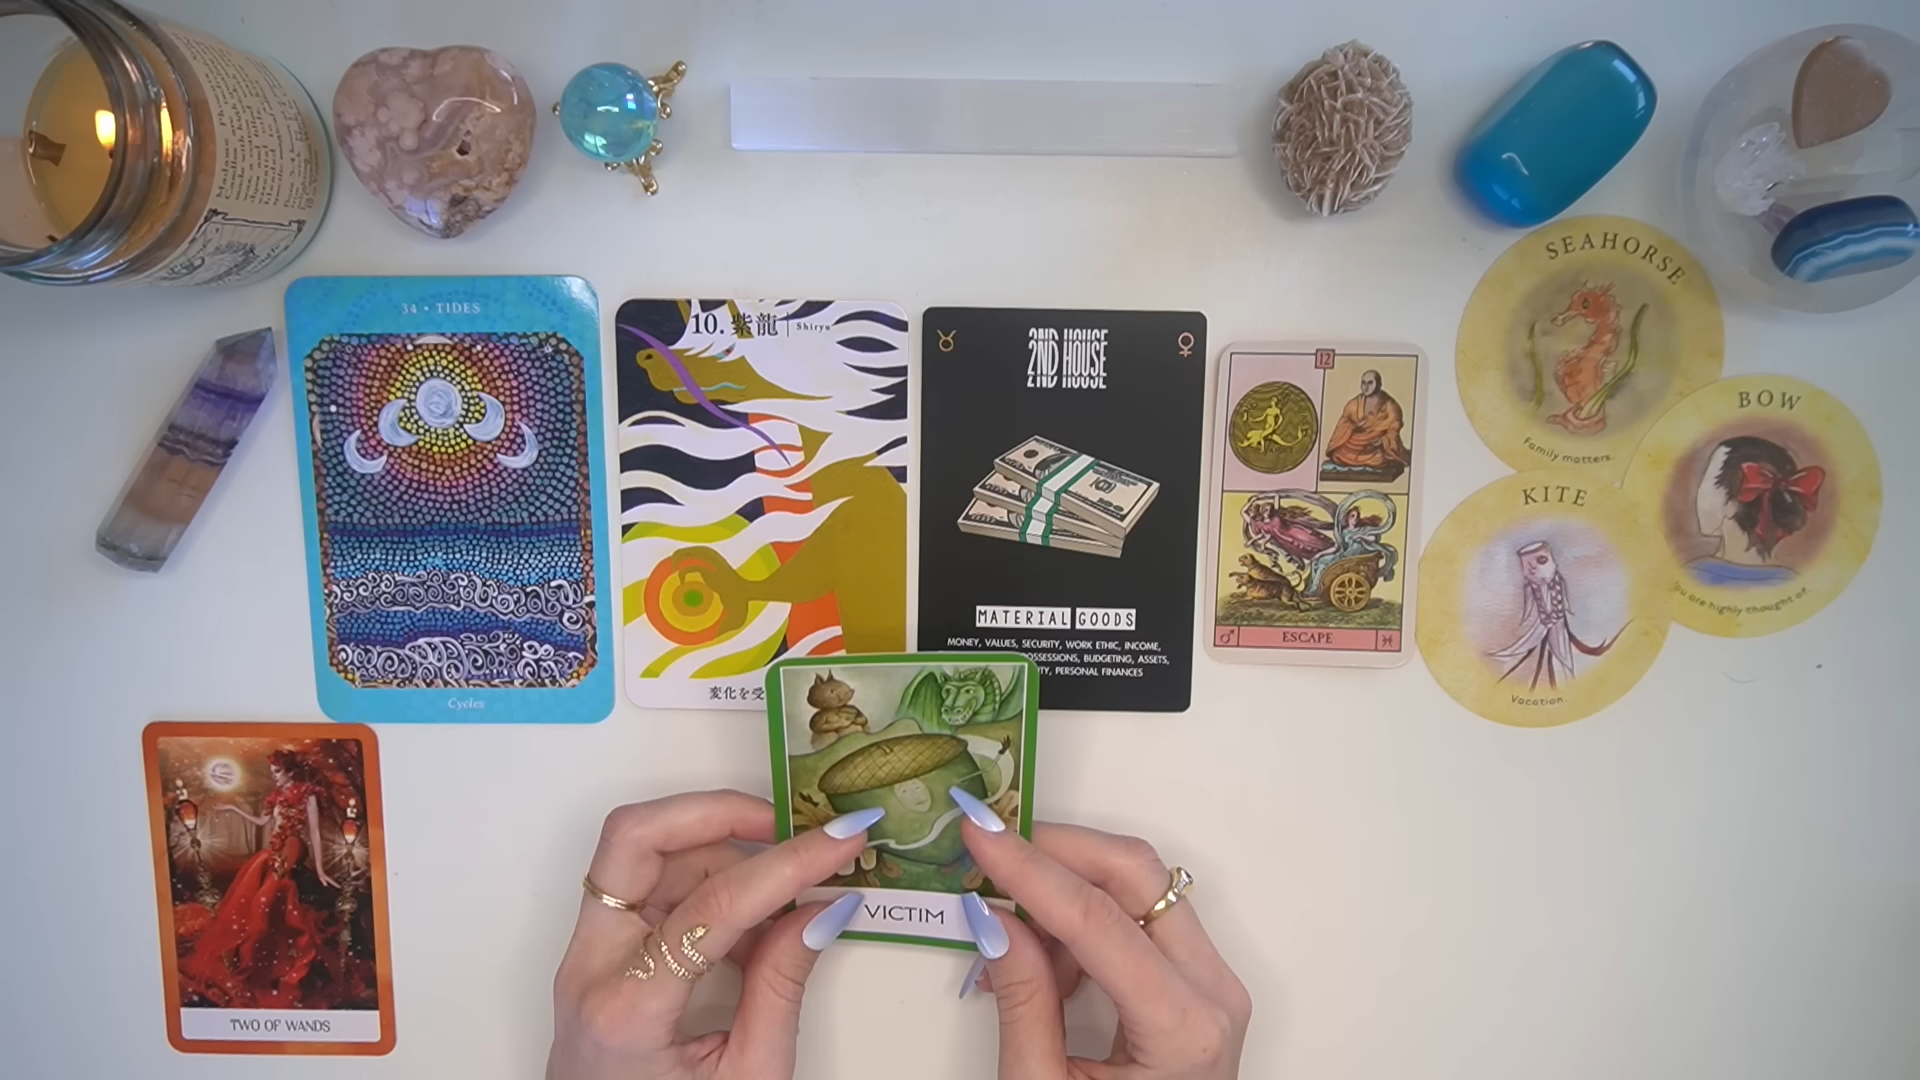 34 • TIDES
Cycles
10. 紫龍 | Shiryu
変化を受
2ND HOUSE
MATERIAL GOODS
MONEY, VALUES, SECURITY, WORK ETHIC, INCOME,
POSSESSIONS, BUDGETING, ASSETS,
PERSONAL FINANCES
12
ESCAPE
SEAHORSE
Family matters.
BOW
you are highly thought of.
KITE
Vacation.
TWO OF WANDS
VICTIM